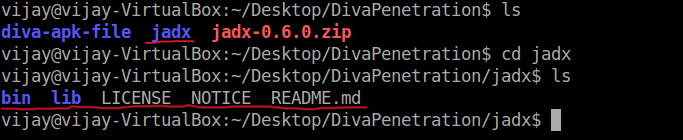 vijay@vijay-VirtualBox:~/Desktop/DivaPenetration$ ls
diva-apk-file  jadx  jadx-0.6.0.zip
vijay@vijay-VirtualBox:~/Desktop/DivaPenetration$ cd jadx
vijay@vijay-VirtualBox:~/Desktop/DivaPenetration/jadx$ ls
bin  lib  LICENSE  NOTICE  README.md
vijay@vijay-VirtualBox:~/Desktop/DivaPenetration/jadx$